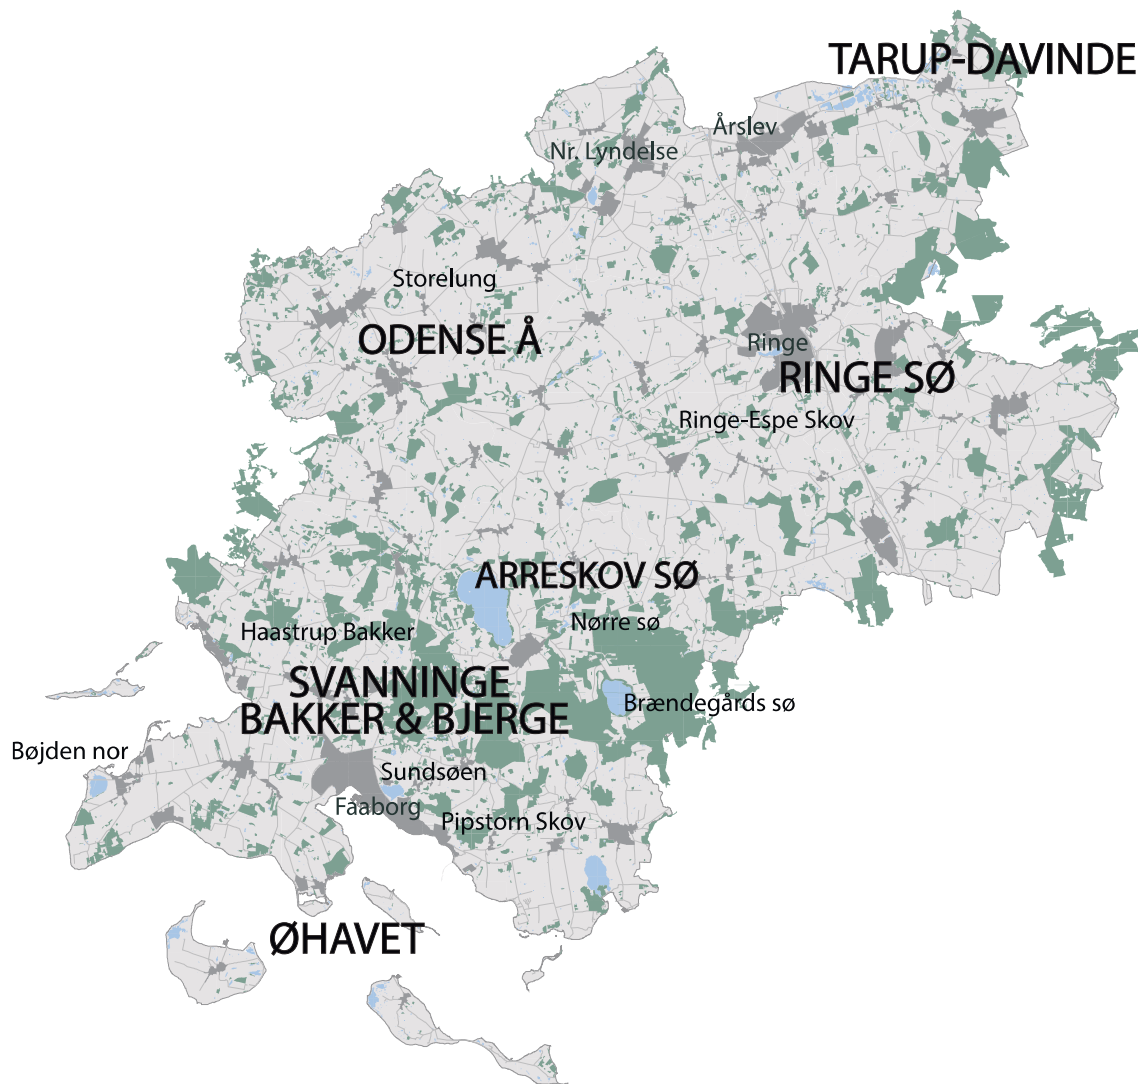 TARUP-DAVINDE
Årslev
Nr. Lyndelse
Storelung
ODENSE Å
Ringe
RINGE SØ
Ringe-Espe Skov
ARRESKOV SØ
Nørre sø
Haastrup Bakker
SVANNINGE
BAKKER & BJERGE
Brændegårds sø
Bøjden nor
Sundsøen
Faaborg
Pipstorn Skov
ØHAVET